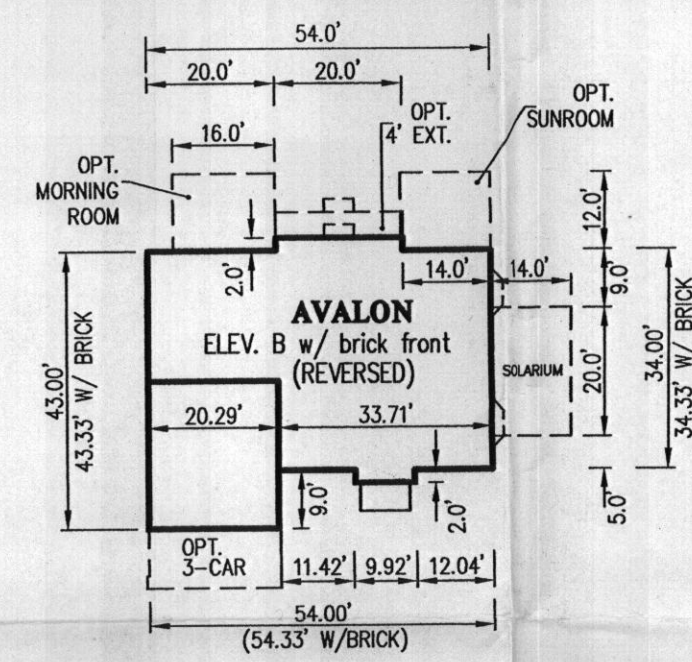 54.0'
20.0'
20.0'
OPT.
4' EXT.
OPT.
SUNROOM
16.0'
OPT.
MORNING
ROOM
12.0'
2.0'
14.0'
14.0'
9.0'
AVALON
ELEV. B w/ brick front
(REVERSED)
SOLARIUM
20.0'
34.00'
34.33' W/ BRICK
43.00'
43.33' W/ BRICK
20.29'
33.71'
9.0'
2.0'
5.0'
OPT.
3-CAR
11.42'
9.92'
12.04'
54.00'
(54.33' W/BRICK)